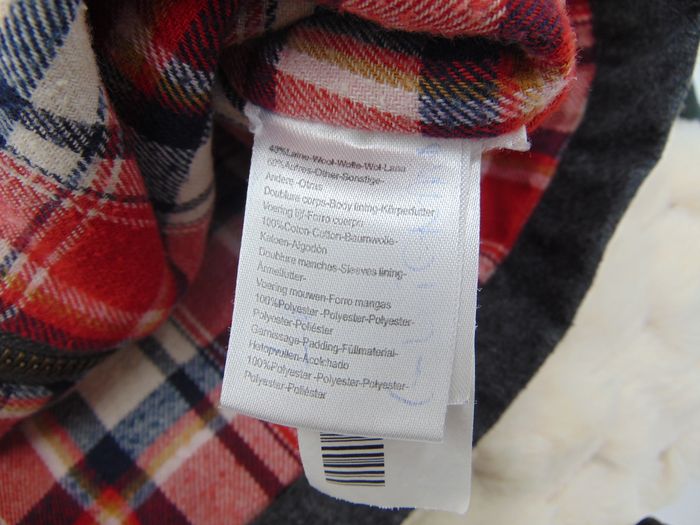 40%Laine-Wool-Wolle-Wol-Lana
60%Autres-Other-Sonstige-
Andere -Otras
Doublure corps-Body lining-Körperfutter
Voering lijf-Forro cuerpo
100%Coton-Cotton-Baumwolle-
Katoen-Algodón
Doublure manches-Sleeves lining-
Ärmelfutter-
Voering mouwen-Forro mangas
100%Polyester-Polyester-Polyester-
Polyester-Poliéster
Garnissage-Padding-Füllmaterial-
Hetopvullen-Acolchado
100%Polyester-Polyester-Polyester-
Polyester-Poliéster